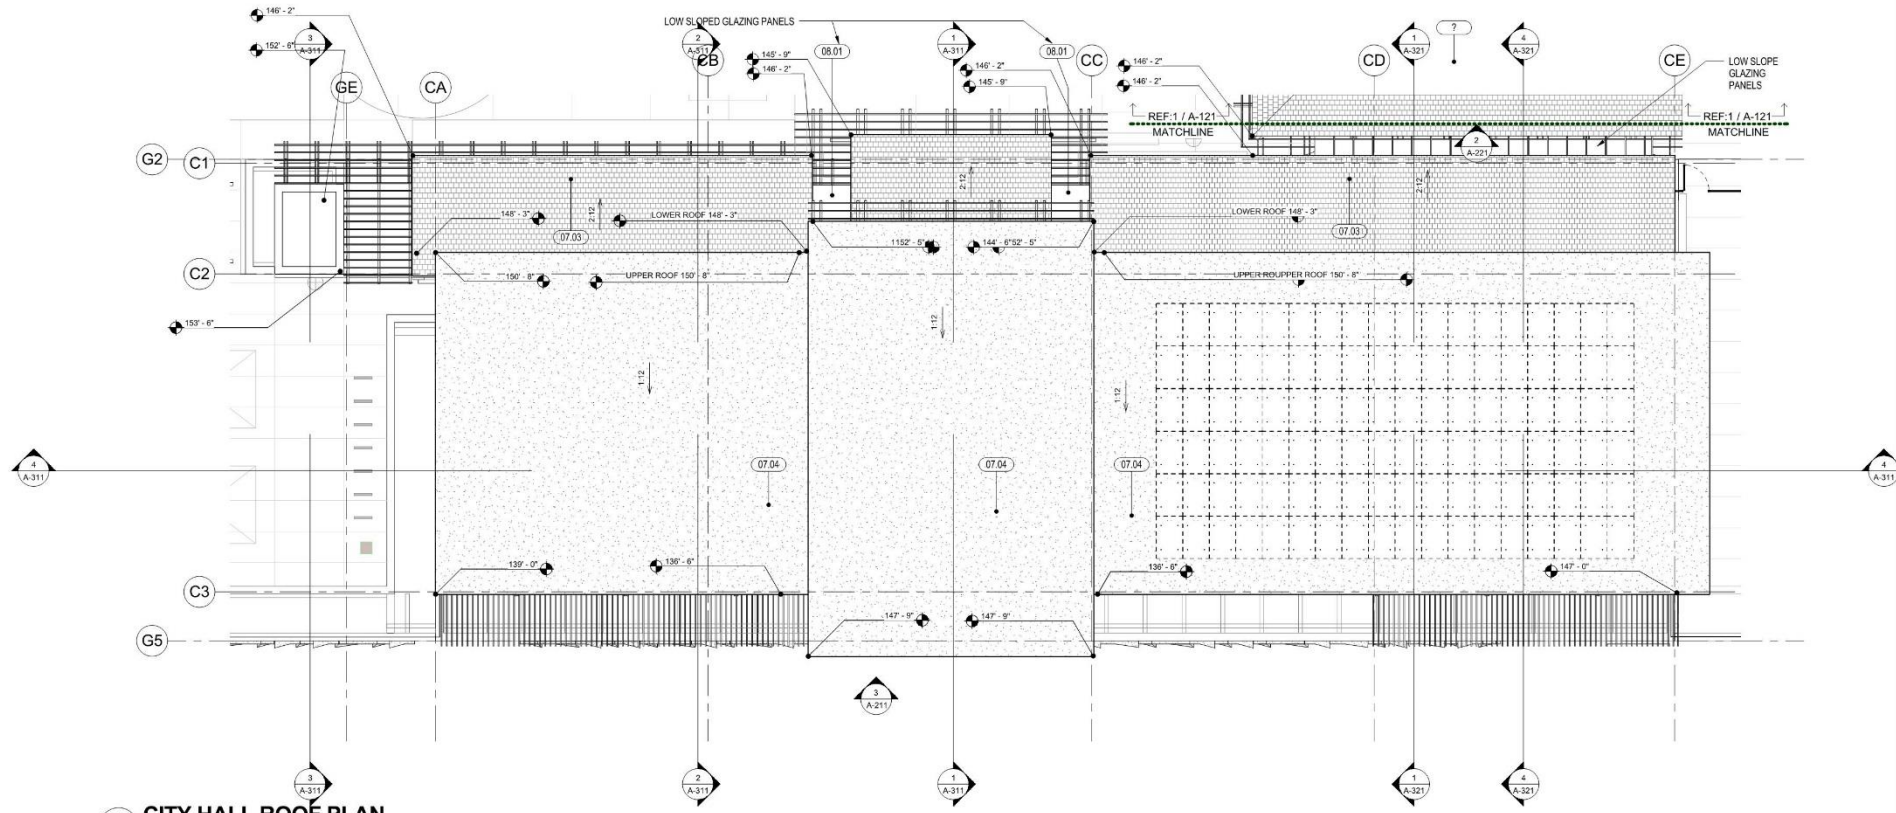 146' - 2"
152' - 6"
3
A-311
2
A-311
LOW SLOPED GLAZING PANELS
08.01
1
A-311
08.01
1
A-321
?
4
A-321
GE
CA
CB
145' - 9"
146' - 2"
146' - 2"
145' - 9"
CC
146' - 2"
146' - 2"
CD
CE
LOW SLOPE
GLAZING
PANELS
REF:1 / A-121
MATCHLINE
REF:1 / A-121
MATCHLINE
2
A-221
G2
C1
2:12
2:12
2:12
148' - 3"
LOWER ROOF 148' - 3"
LOWER ROOF 148' - 3"
07.03
07.03
1152' - 5"
144' - 6"52' - 5"
C2
150' - 8"
UPPER ROOF 150' - 8"
UPPER ROUPPER ROOF 150' - 8"
153' - 6"
1:12
1:12
1:12
4
A-311
07.04
07.04
07.04
4
A-311
139' - 0"
136' - 6"
136' - 6"
147' - 0"
C3
147' - 9"
147' - 9"
G5
3
A-211
3
A-311
2
A-311
1
A-311
1
A-321
4
A-321
CITY HALL ROOF PLAN